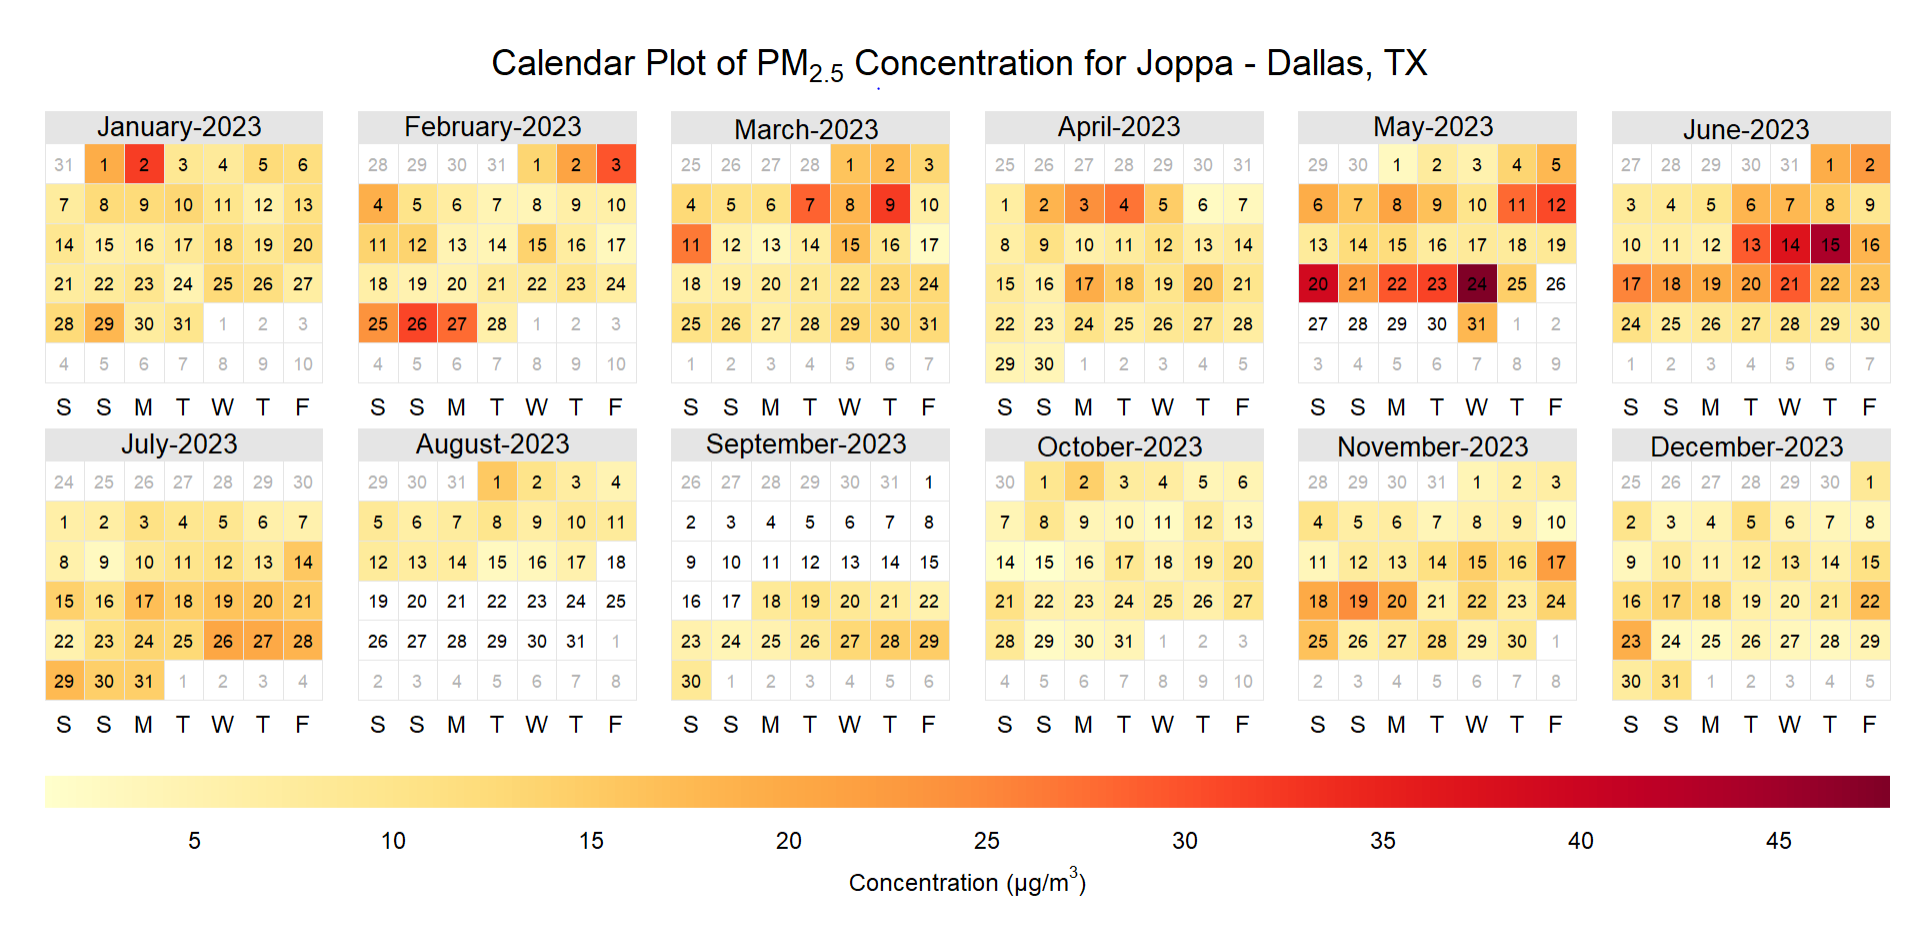 Calendar Plot of PM2.5 Concentration for Joppa - Dallas, TX
January-2023
31 1 2 3 4 5 6
7 8 9 10 11 12 13
14 15 16 17 18 19 20
21 22 23 24 25 26 27
28 29 30 31 1 2 3
4 5 6 7 8 9 10
S S M T W T F
February-2023
28 29 30 31 1 2 3
4 5 6 7 8 9 10
11 12 13 14 15 16 17
18 19 20 21 22 23 24
25 26 27 28 1 2 3
4 5 6 7 8 9 10
S S M T W T F
March-2023
25 26 27 28 1 2 3
4 5 6 7 8 9 10
11 12 13 14 15 16 17
18 19 20 21 22 23 24
25 26 27 28 29 30 31
1 2 3 4 5 6 7
S S M T W T F
April-2023
25 26 27 28 29 30 31
1 2 3 4 5 6 7
8 9 10 11 12 13 14
15 16 17 18 19 20 21
22 23 24 25 26 27 28
29 30 1 2 3 4 5
S S M T W T F
May-2023
29 30 1 2 3 4 5
6 7 8 9 10 11 12
13 14 15 16 17 18 19
20 21 22 23 24 25 26
27 28 29 30 31 1 2
3 4 5 6 7 8 9
S S M T W T F
June-2023
27 28 29 30 31 1 2
3 4 5 6 7 8 9
10 11 12 13 14 15 16
17 18 19 20 21 22 23
24 25 26 27 28 29 30
1 2 3 4 5 6 7
S S M T W T F
July-2023
24 25 26 27 28 29 30
1 2 3 4 5 6 7
8 9 10 11 12 13 14
15 16 17 18 19 20 21
22 23 24 25 26 27 28
29 30 31 1 2 3 4
S S M T W T F
August-2023
29 30 31 1 2 3 4
5 6 7 8 9 10 11
12 13 14 15 16 17 18
19 20 21 22 23 24 25
26 27 28 29 30 31 1
2 3 4 5 6 7 8
S S M T W T F
September-2023
26 27 28 29 30 31 1
2 3 4 5 6 7 8
9 10 11 12 13 14 15
16 17 18 19 20 21 22
23 24 25 26 27 28 29
30 1 2 3 4 5 6
S S M T W T F
October-2023
30 1 2 3 4 5 6
7 8 9 10 11 12 13
14 15 16 17 18 19 20
21 22 23 24 25 26 27
28 29 30 31 1 2 3
4 5 6 7 8 9 10
S S M T W T F
November-2023
28 29 30 31 1 2 3
4 5 6 7 8 9 10
11 12 13 14 15 16 17
18 19 20 21 22 23 24
25 26 27 28 29 30 1
2 3 4 5 6 7 8
S S M T W T F
December-2023
25 26 27 28 29 30 1
2 3 4 5 6 7 8
9 10 11 12 13 14 15
16 17 18 19 20 21 22
23 24 25 26 27 28 29
30 31 1 2 3 4 5
S S M T W T F
5 10 15 20 25 30 35 40 45
Concentration (µg/m³)